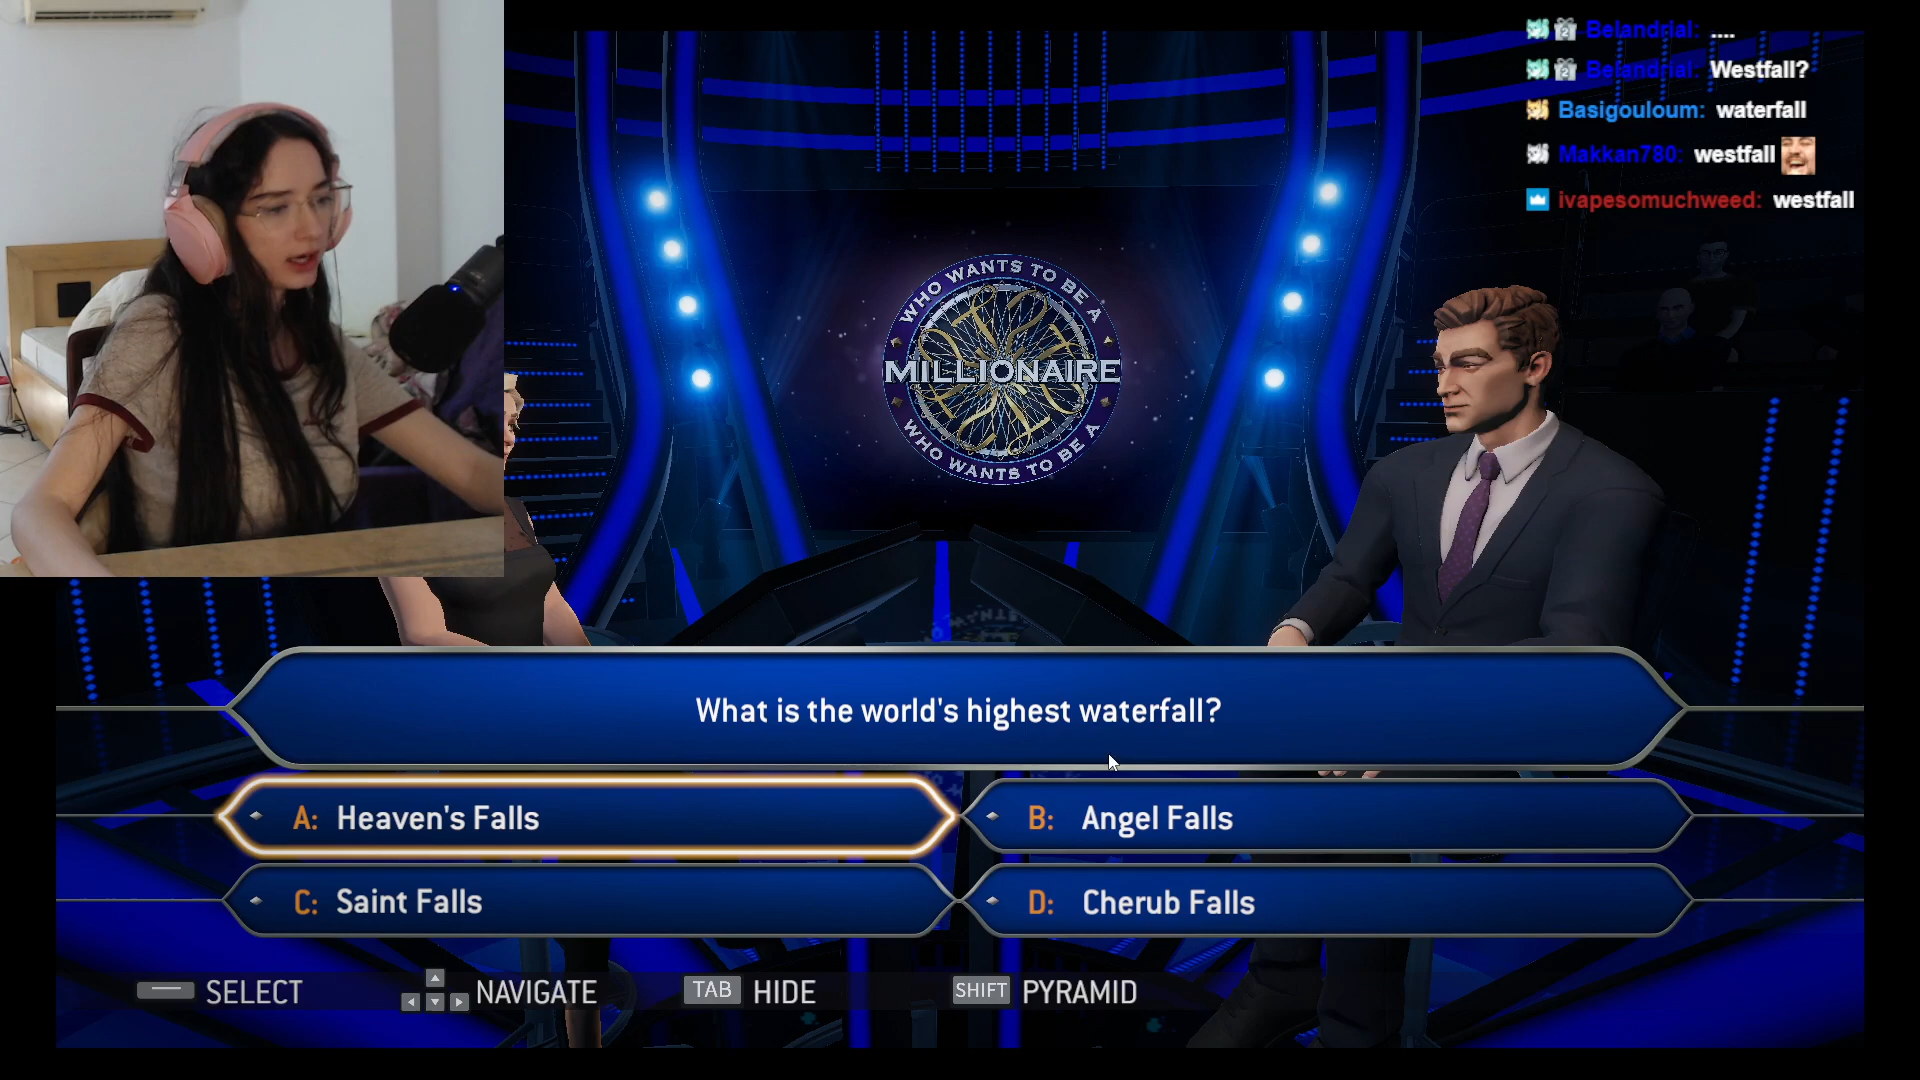 Belandrial: ....
Belandrial: Westfall?
Basigouloum: waterfall
Makkan780: westfall
ivapesomuchweed: westfall
WHO WANTS TO BE A
MILLIONAIRE
WHO WANTS TO BE A
What is the world's highest waterfall?
A: Heaven's Falls
B: Angel Falls
C: Saint Falls
D: Cherub Falls
SELECT
NAVIGATE
TAB HIDE
SHIFT PYRAMID